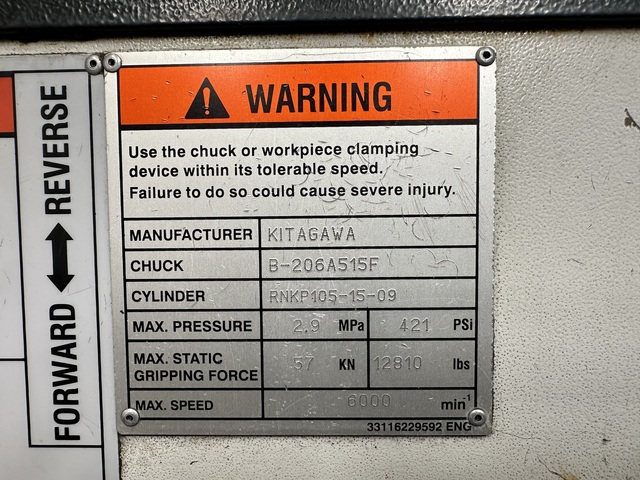 WARNING
Use the chuck or workpiece clamping
device within its tolerable speed.
Failure to do so could cause severe injury.
MANUFACTURER KITAGAWA
CHUCK B-206A515F
CYLINDER RNKP105-15-09
MAX. PRESSURE 2.9 MPa 421 PSi
MAX. STATIC
GRIPPING FORCE 57 KN 12810 lbs
MAX. SPEED 6000 min-1
33116229592 ENG
FORWARD ↔ REVERSE